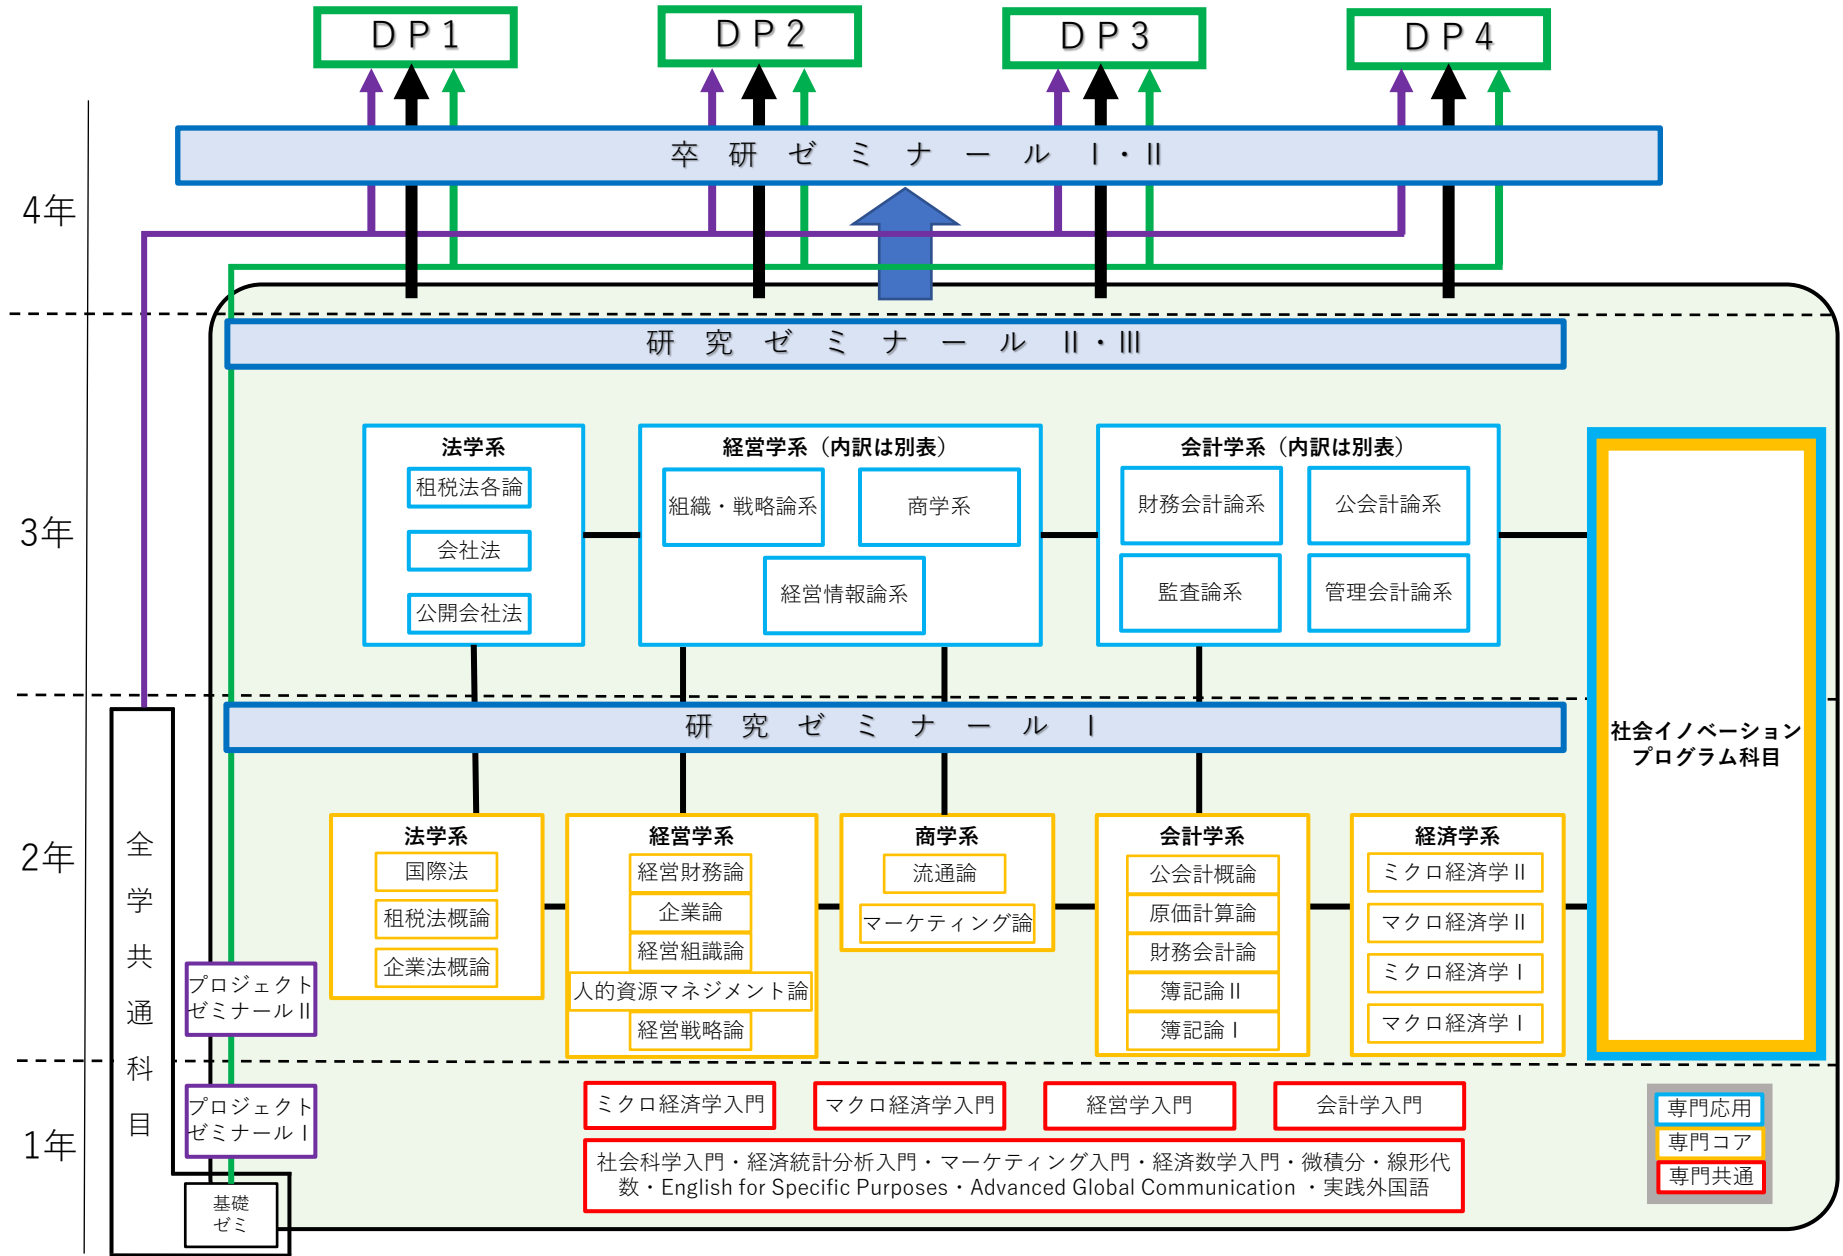 DP1
DP2
DP3
DP4
卒研ゼミナールⅠ・Ⅱ
4年
研究ゼミナールⅡ・Ⅲ
3年
法学系
租税法各論
会社法
公開会社法
経営学系（内訳は別表）
組織・戦略論系
商学系
経営情報論系
会計学系（内訳は別表）
財務会計論系
公会計論系
監査論系
管理会計論系
社会イノベーション
プログラム科目
研究ゼミナールⅠ
2年
全学共通科目
法学系
国際法
租税法概論
企業法概論
経営学系
経営財務論
企業論
経営組識論
人的資源マネジメント論
経営戦略論
商学系
流通論
マーケティング論
会計学系
公会計概論
原価計算論
財務会計論
簿記論Ⅱ
簿記論Ⅰ
経済学系
ミクロ経済学Ⅱ
マクロ経済学Ⅱ
ミクロ経済学Ⅰ
マクロ経済学Ⅰ
プロジェクト
ゼミナールⅡ
1年
プロジェクト
ゼミナールⅠ
基礎
ゼミ
ミクロ経済学入門
マクロ経済学入門
経営学入門
会計学入門
社会科学入門・経済統計分析入門・マーケティング入門・経済数学入門・微積分・線形代
数・English for Specific Purposes・Advanced Global Communication ・実践外国語
専門応用
専門コア
専門共通